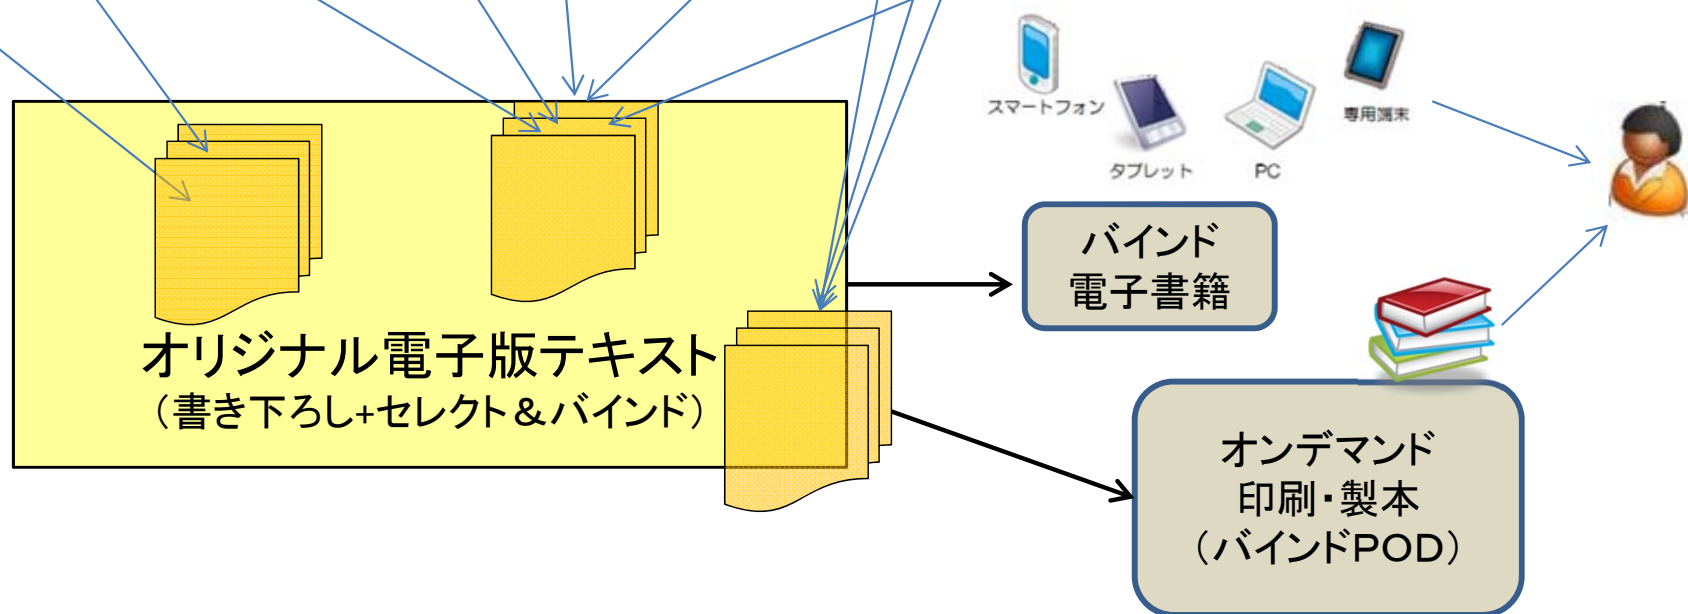 スマートフォン
タブレット
PC
専用端末
バインド
電子書籍
オリジナル電子版テキスト
（書き下ろし+セレクト＆バインド）
オンデマンド
印刷・製本
（バインドPOD）